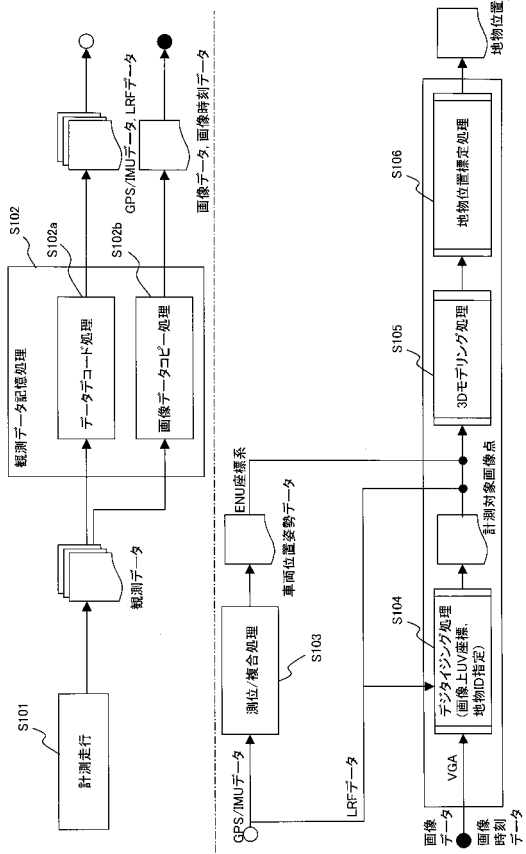 S101
計測走行
観測データ
S102
観測データ記憶処理
S102a
データデコード処理
S102b
画像データコピー処理
GPS/IMUデータ, LRFデータ
画像データ, 画像時刻データ
GPS/IMUデータ
測位/複合処理
S103
車両位置姿勢データ
ENU座標系
LRFデータ
画像
データ
画像
時刻
データ
VGA
S104
デジタイジング処理
(画像上UV座標、
地物ID指定)
計測対象画像点
S105
3Dモデリング処理
S106
地物位置標定処理
地物位置